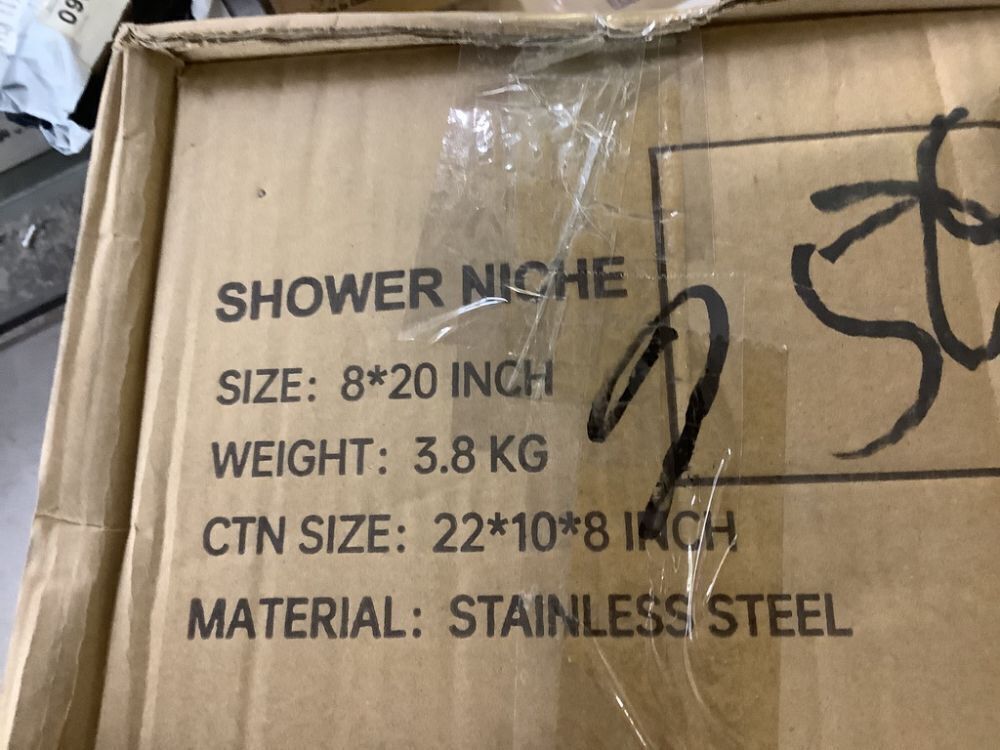 SHOWER NICHE
SIZE: 8*20 INCH
WEIGHT: 3.8 KG
CTN SIZE: 22*10*8 INCH
MATERIAL: STAINLESS STEEL